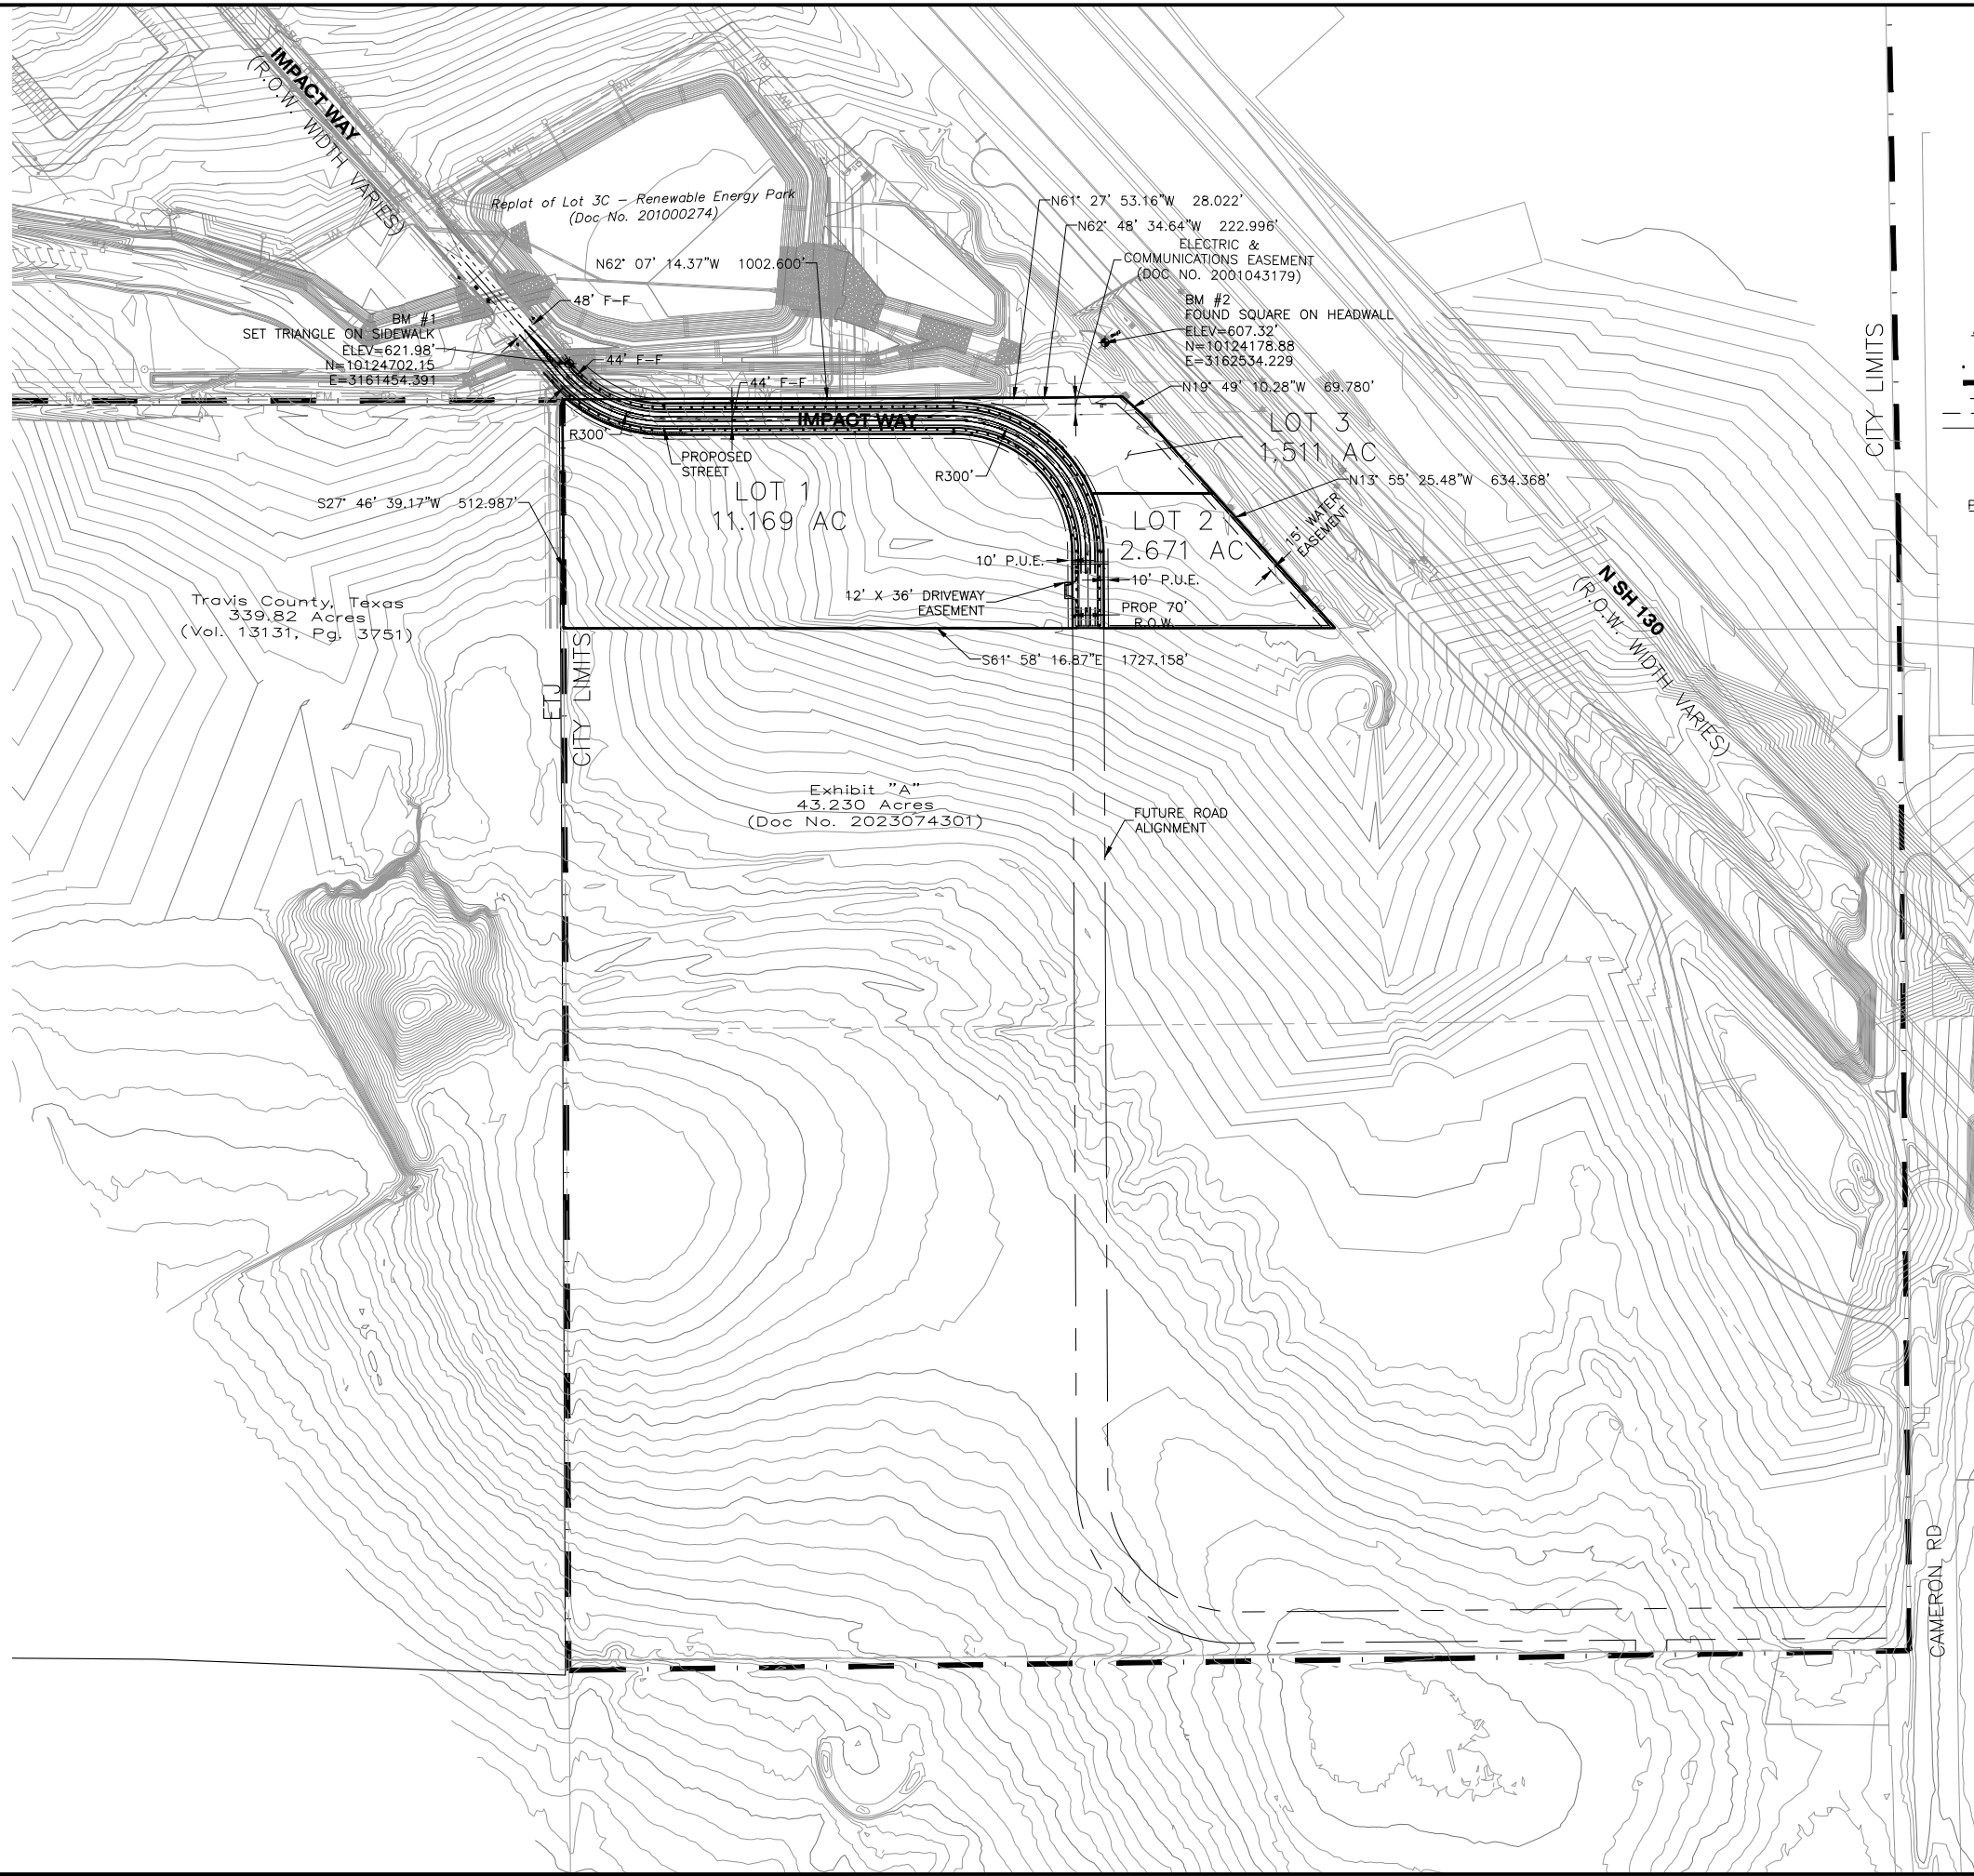 IMPACT WAY
(R.O.W. WIDTH VARIES)
Replat of Lot 3C – Renewable Energy Park
(Doc No. 201000274)
N61° 27' 53.16"W 28.022'
N62° 48' 34.64"W 222.996'
ELECTRIC &
COMMUNICATIONS EASEMENT
(DOC NO. 2001043179)
N62° 07' 14.37"W 1002.600'
48' F-F
BM #1
SET TRIANGLE ON SIDEWALK
ELEV=621.98'
N=10124702.15
E=3161454.391
BM #2
FOUND SQUARE ON HEADWALL
ELEV=607.32'
N=10124178.88
E=3162534.229
44' F-F
44' F-F
N19° 49' 10.28"W 69.780'
IMPACT WAY
R300'
PROPOSED
STREET
R300'
LOT 3
1.511 AC
N13° 55' 25.48"W 634.368'
S27° 46' 39.17"W 512.987'
LOT 1
11.169 AC
LOT 2
2.671 AC
15' WATER
EASEMENT
10' P.U.E.
10' P.U.E.
12' X 36' DRIVEWAY
EASEMENT
PROP 70'
R.O.W.
S61° 58' 16.87"E 1727.158'
Travis County, Texas
339.82 Acres
(Vol. 13131, Pg. 3751)
N SH 130
(R.O.W. WIDTH VARIES)
CITY LIMITS
ETJ
CITY LIMITS
Exhibit "A"
43.230 Acres
(Doc No. 2023074301)
FUTURE ROAD
ALIGNMENT
CAMERON RD